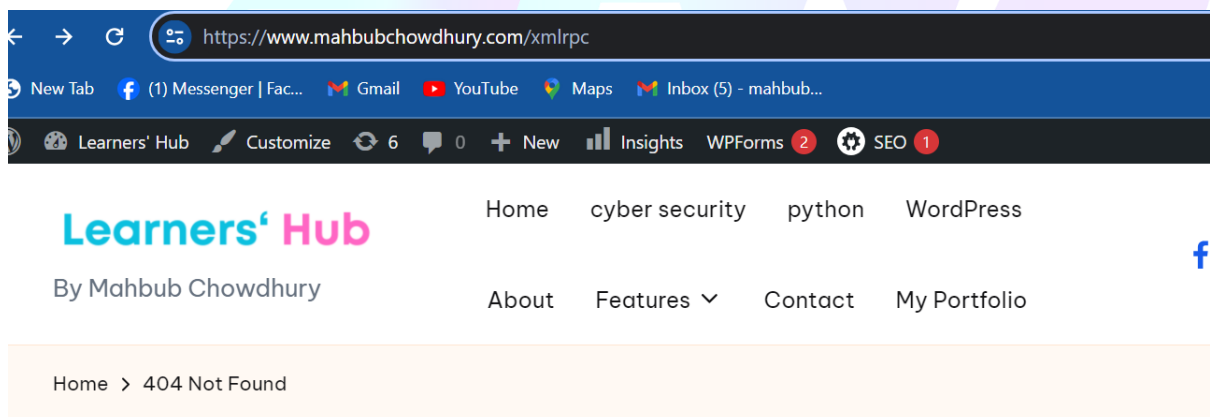 https://www.mahbubchowdhury.com/xmlrpc
New Tab (1) Messenger | Fac... Gmail YouTube Maps Inbox (5) - mahbub...
Learners' Hub Customize 6 0 + New Insights WPForms 2 SEO 1
Learners‘ Hub
By Mahbub Chowdhury
Home cyber security python WordPress
About Features Contact My Portfolio
Home > 404 Not Found